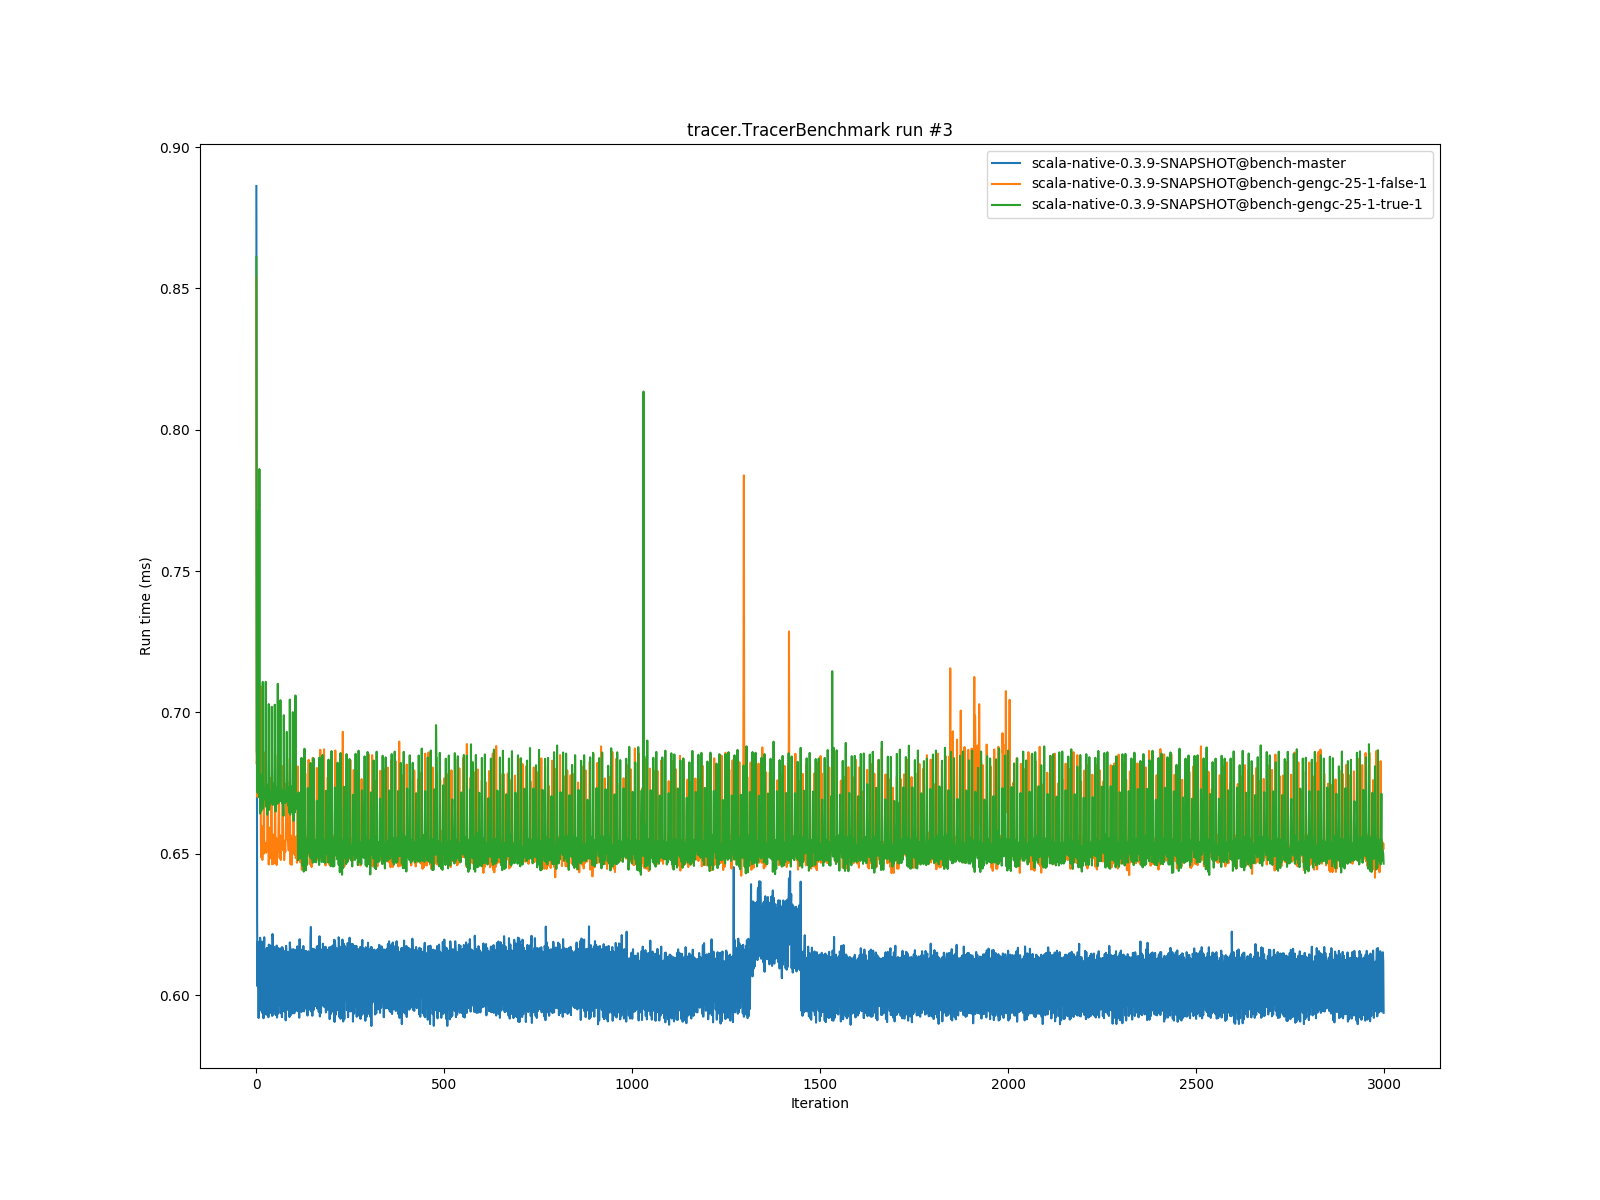 tracer.TracerBenchmark run #3
scala-native-0.3.9-SNAPSHOT@bench-master
scala-native-0.3.9-SNAPSHOT@bench-gengc-25-1-false-1
scala-native-0.3.9-SNAPSHOT@bench-gengc-25-1-true-1
0.90
0.85
0.80
0.75
0.70
0.65
0.60
Run time (ms)
0 500 1000 1500 2000 2500 3000
Iteration